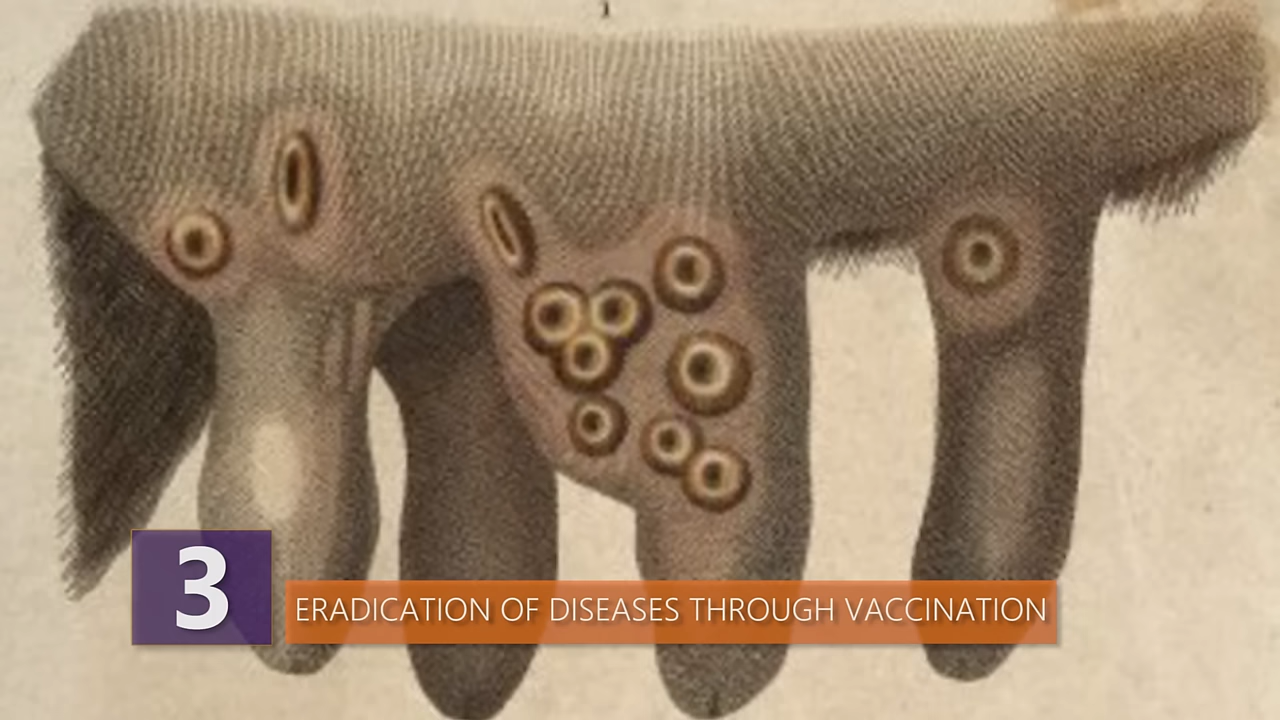 3
ERADICATION OF DISEASES THROUGH VACCINATION